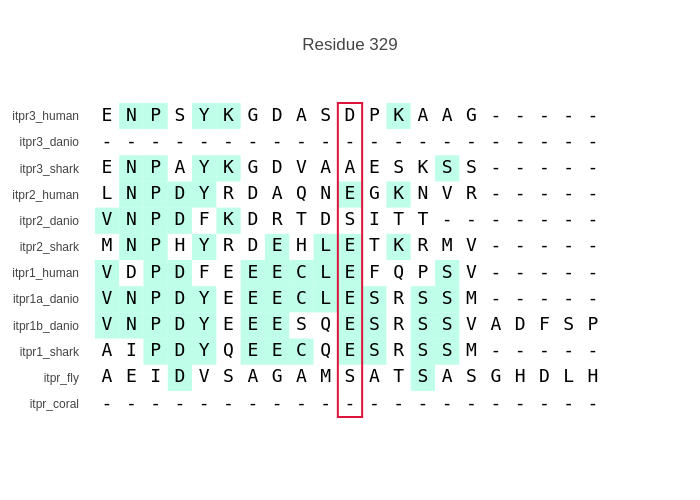 Residue 329
itpr3_human E N P S Y K G D A S D P K A A G - - - - -
itpr3_danio - - - - - - - - - - - - - - - - - - - - -
itpr3_shark E N P A Y K G D V A A E S K S S - - - - -
itpr2_human L N P D Y R D A Q N E G K N V R - - - - -
itpr2_danio V N P D F K D R T D S I T T - - - - - - -
itpr2_shark M N P H Y R D E H L E T K R M V - - - - -
itpr1_human V D P D F E E E C L E F Q P S V - - - - -
itpr1a_danio V N P D Y E E E C L E S R S S M - - - - -
itpr1b_danio V N P D Y E E E S Q E S R S S V A D F S P
itpr1_shark A I P D Y Q E E C Q E S R S S M - - - - -
itpr_fly A E I D V S A G A M S A T S A S G H D L H
itpr_coral - - - - - - - - - - - - - - - - - - - - -